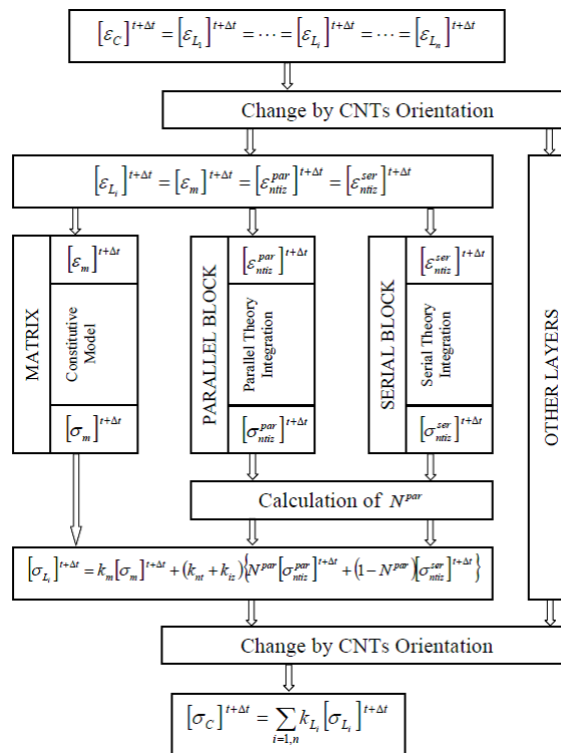 [ε_C]^{t+Δt} = [ε_{L_1}]^{t+Δt} = ⋯ = [ε_{L_i}]^{t+Δt} = ⋯ = [ε_{L_n}]^{t+Δt}
Change by CNTs Orientation
[ε_{L_i}]^{t+Δt} = [ε_m]^{t+Δt} = [ε_{ntiz}^{par}]^{t+Δt} = [ε_{ntiz}^{ser}]^{t+Δt}
MATRIX
[ε_m]^{t+Δt}
Constitutive
Model
[σ_m]^{t+Δt}
PARALLEL BLOCK
[ε_{ntiz}^{par}]^{t+Δt}
Parallel Theory
Integration
[σ_{ntiz}^{par}]^{t+Δt}
SERIAL BLOCK
[ε_{ntiz}^{ser}]^{t+Δt}
Serial Theory
Integration
[σ_{ntiz}^{ser}]^{t+Δt}
OTHER LAYERS
Calculation of N^{par}
[σ_{L_i}]^{t+Δt} = k_m[σ_m]^{t+Δt} + (k_{nt} + k_{iz}){N^{par}[σ_{ntiz}^{par}]^{t+Δt} + (1 − N^{par})[σ_{ntiz}^{ser}]^{t+Δt}}
Change by CNTs Orientation
[σ_C]^{t+Δt} = ∑_{i=1,n} k_{L_i}[σ_{L_i}]^{t+Δt}